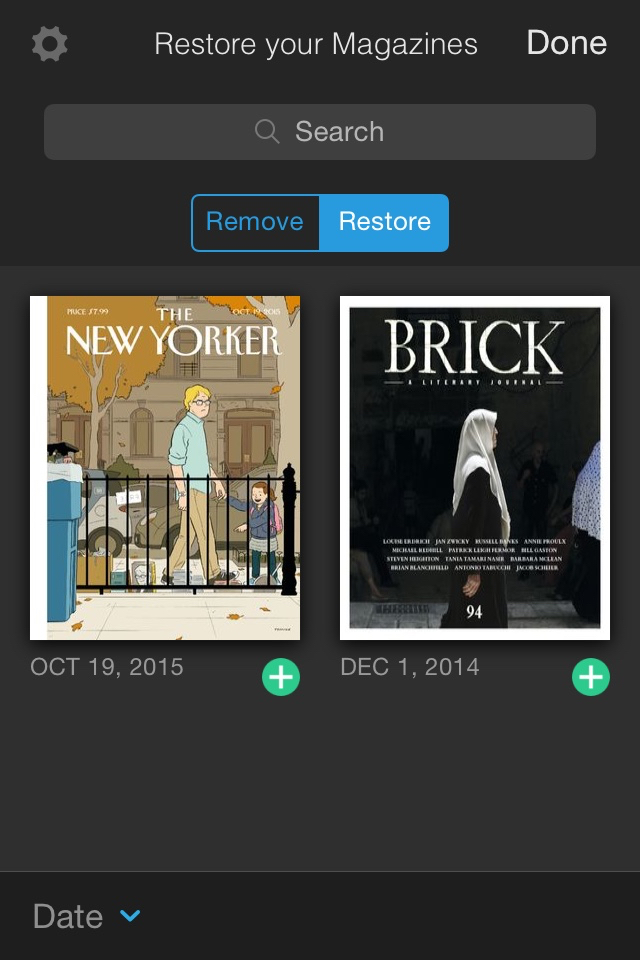 Restore your Magazines
Done
Search
Remove
Restore
PRICE $7.99
THE
OCT. 19, 2015
NEW YORKER
BRICK
A LITERARY JOURNAL
LOUISE ERDRICH JAN ZWICKY RUSSELL BANKS ANNIE PROULX
MICHAEL REDHILL PATRICK LEIGH FERMOR BILL GASTON
STEVEN HEIGHTON TANIA TAMARI NASIR BARBARA MCLEAN
BRIAN BLANCHFIELD ANTONIO TABUCCHI JACOB SCHEIER
94
OCT 19, 2015
DEC 1, 2014
Date